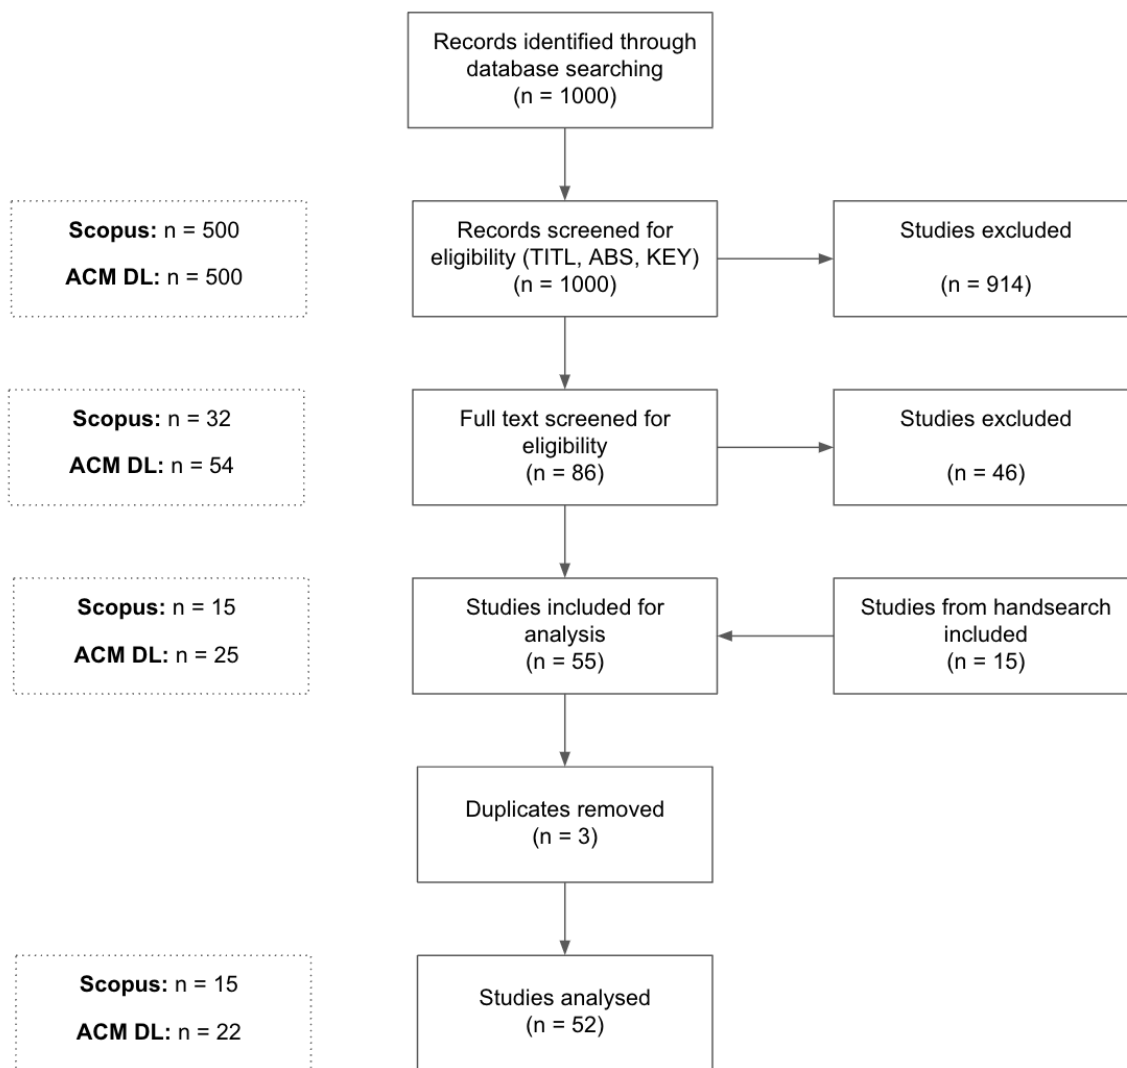 Records identified through
database searching
(n = 1000)
Scopus: n = 500
ACM DL: n = 500
Records screened for
eligibility (TITL, ABS, KEY)
(n = 1000)
Studies excluded
(n = 914)
Scopus: n = 32
ACM DL: n = 54
Full text screened for
eligibility
(n = 86)
Studies excluded
(n = 46)
Scopus: n = 15
ACM DL: n = 25
Studies included for
analysis
(n = 55)
Studies from handsearch
included
(n = 15)
Duplicates removed
(n = 3)
Scopus: n = 15
ACM DL: n = 22
Studies analysed
(n = 52)